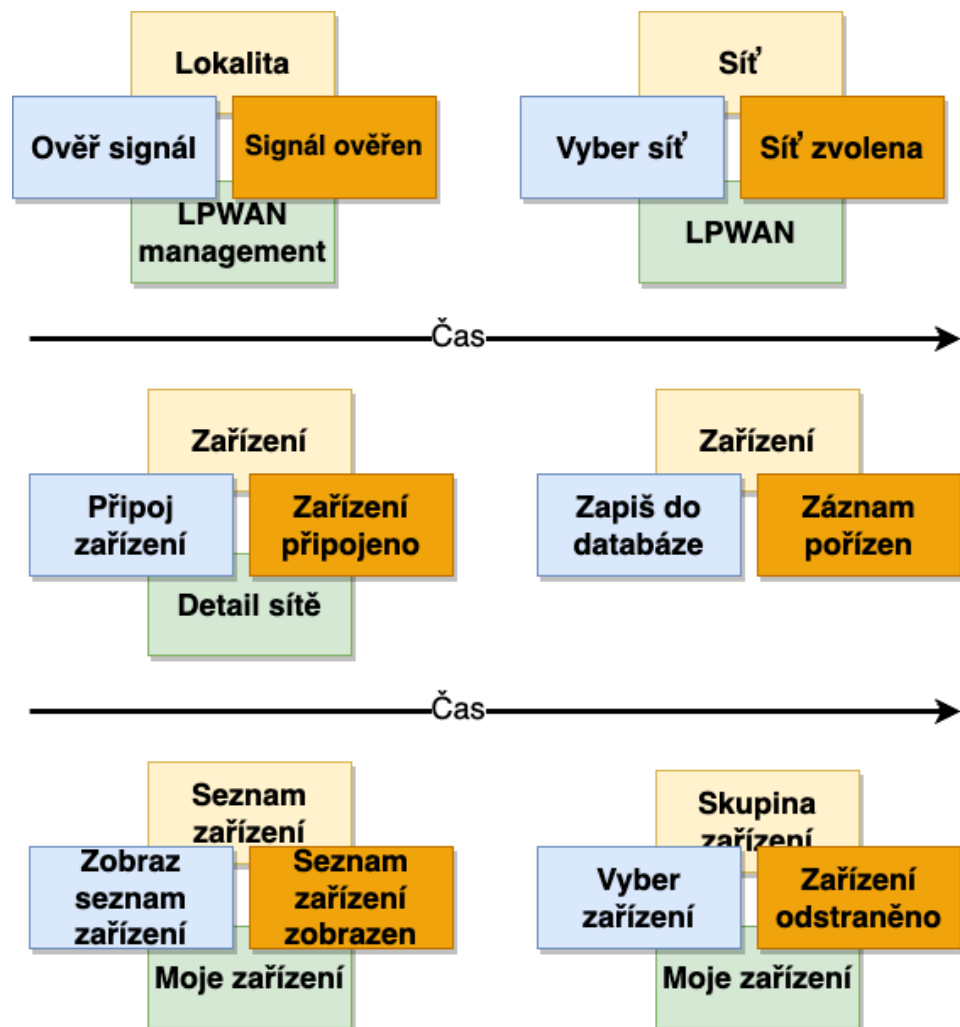 Lokalita
Ověř signál
Signál ověřen
LPWAN
management
Síť
Vyber síť
Síť zvolena
LPWAN
Čas
Zařízení
Připoj
zařízení
Zařízení
připojeno
Detail sítě
Zařízení
Zapiš do
databáze
Záznam
pořízen
Čas
Seznam
zařízení
Zobraz
seznam
zařízení
Seznam
zařízení
zobrazen
Moje zařízení
Skupina
zařízení
Vyber
zařízení
Zařízení
odstraněno
Moje zařízení